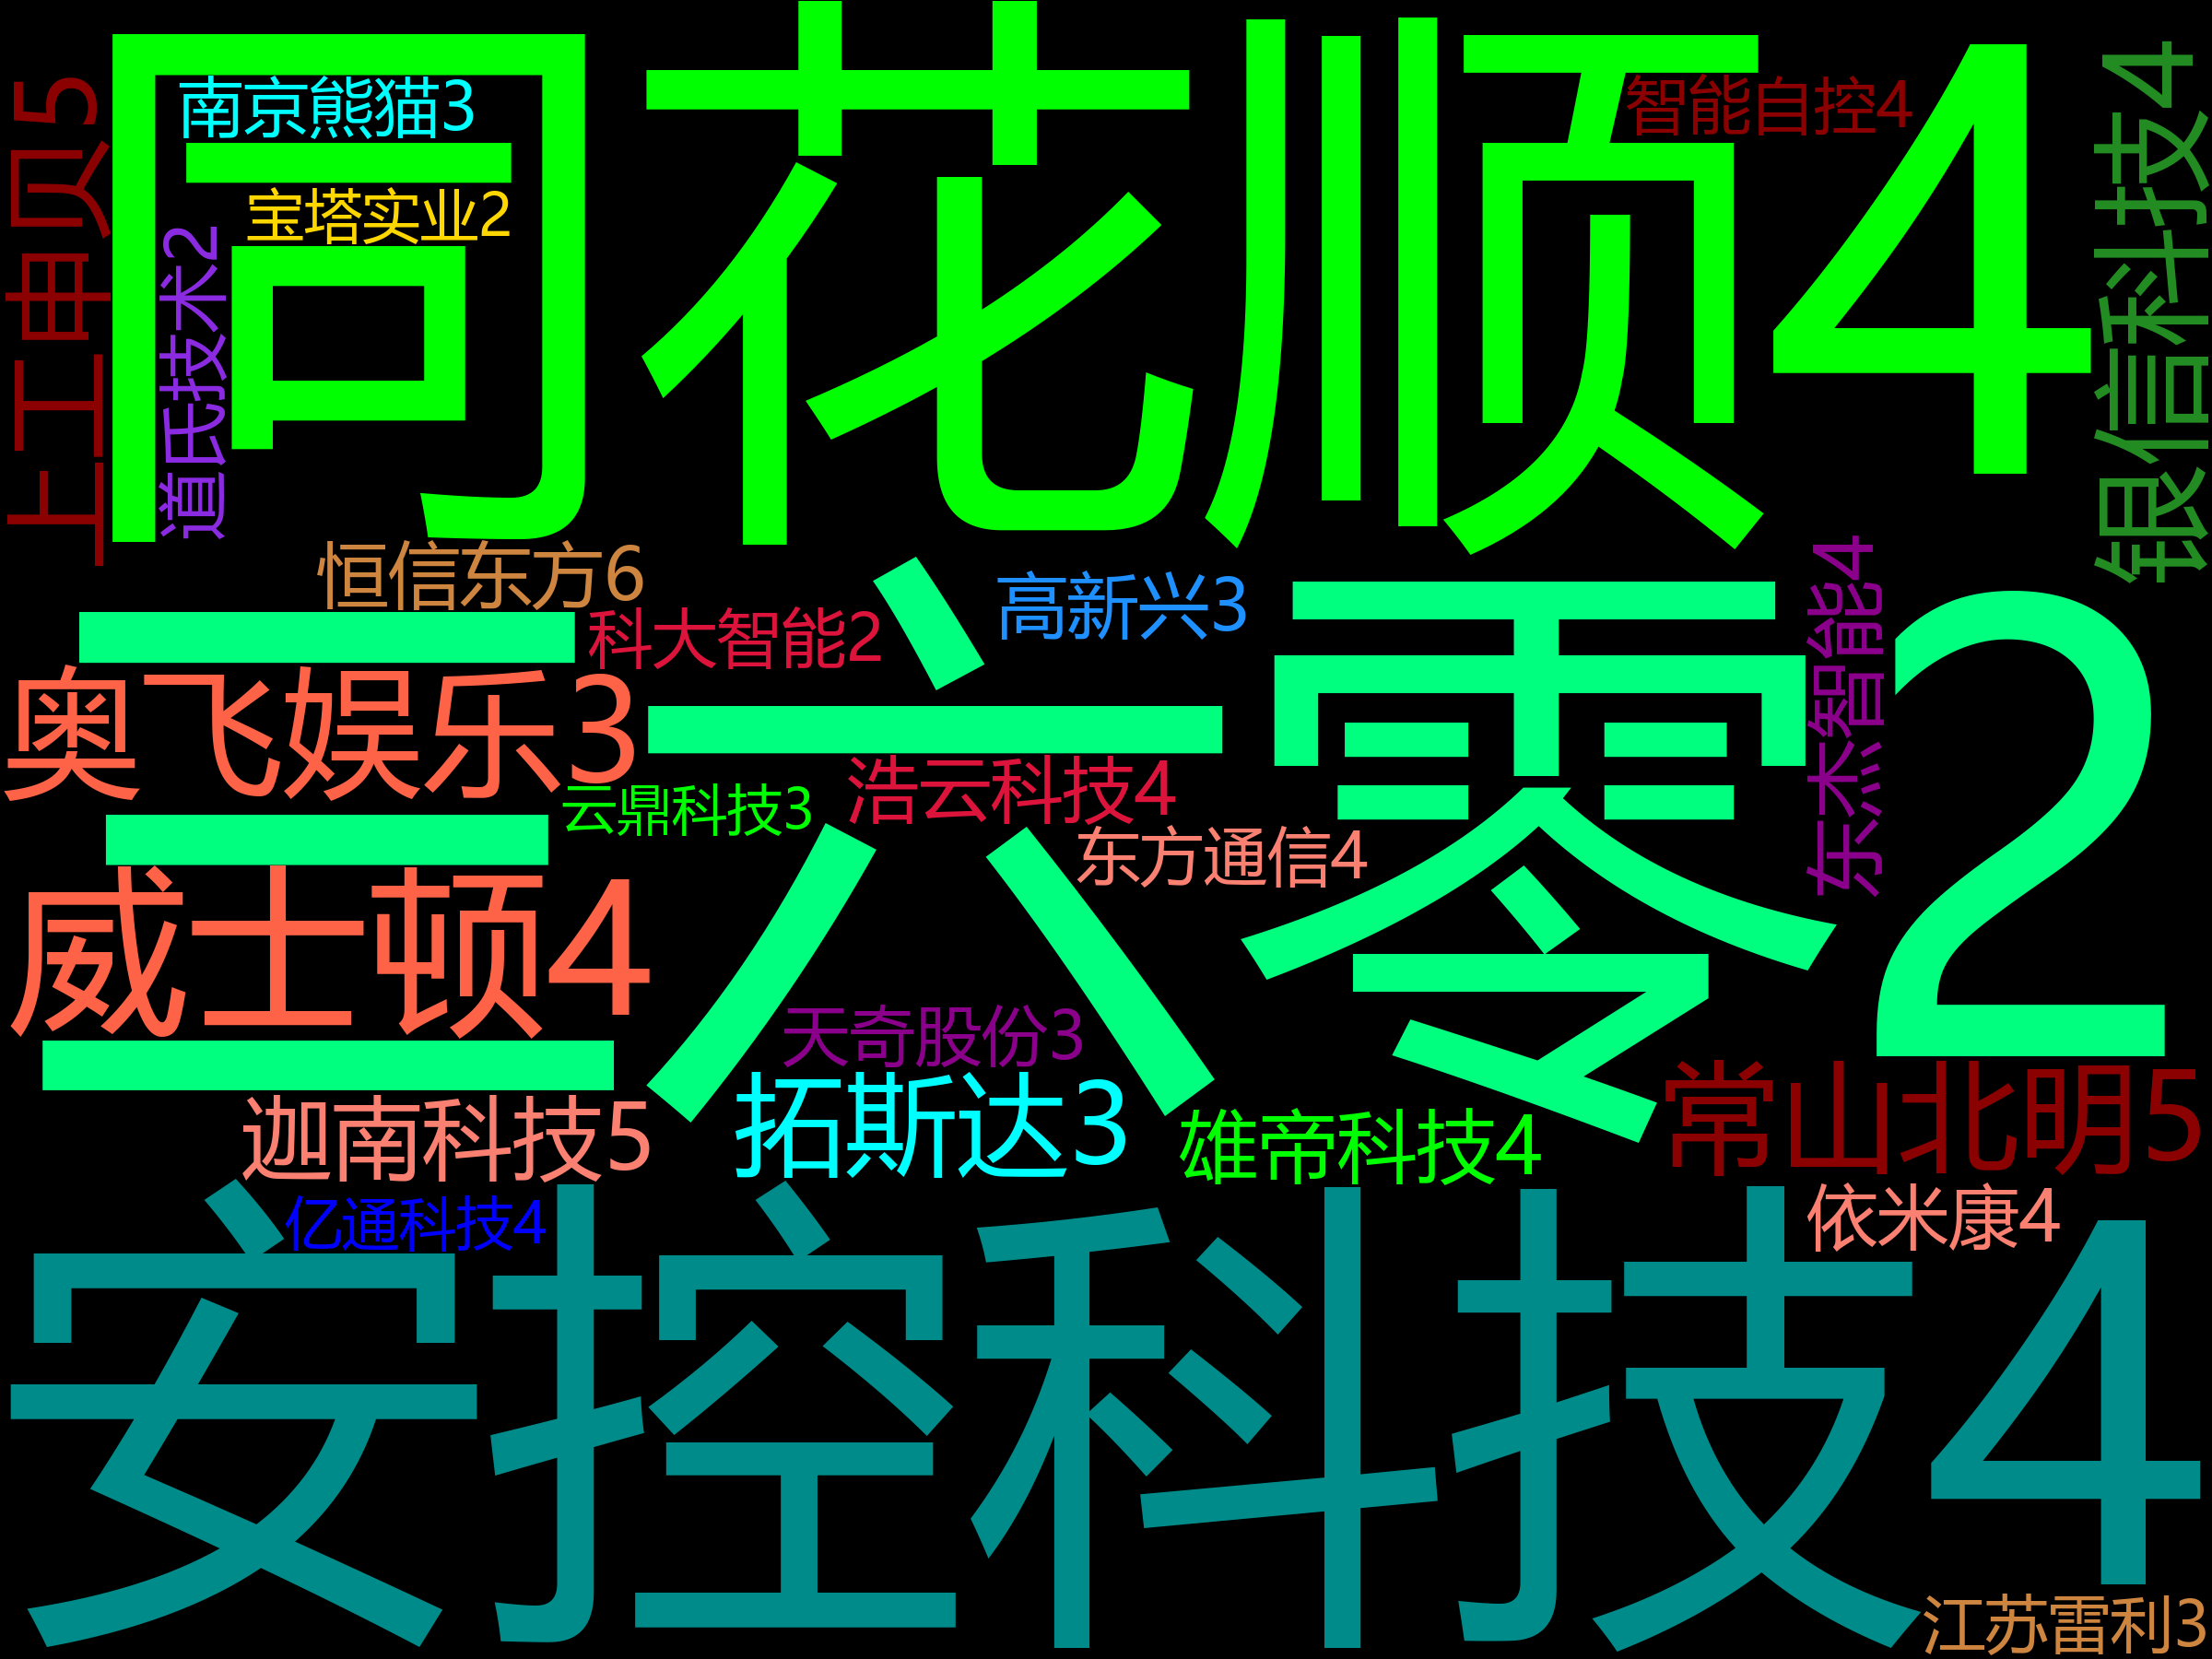 同花顺4
南京熊猫3
宝塔实业2
智能自控4
上工申贝5
道氏技术2
银信科技4
恒信东方6
科大智能2
高新兴3
三六零2
东杰智能4
奥飞娱乐3
云鼎科技3
浩云科技4
东方通信4
威士顿4
天奇股份3
迦南科技5
拓斯达3
雄帝科技4
常山北明5
亿通科技4
依米康4
安控科技4
江苏雷利3